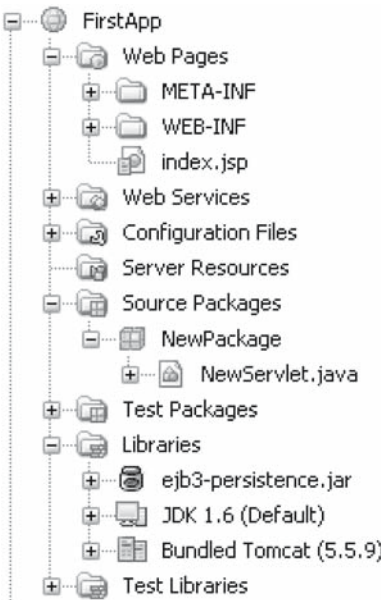 FirstApp
Web Pages
META-INF
WEB-INF
index.jsp
Web Services
Configuration Files
Server Resources
Source Packages
NewPackage
NewServlet.java
Test Packages
Libraries
ejb3-persistence.jar
JDK 1.6 (Default)
Bundled Tomcat (5.5.9)
Test Libraries